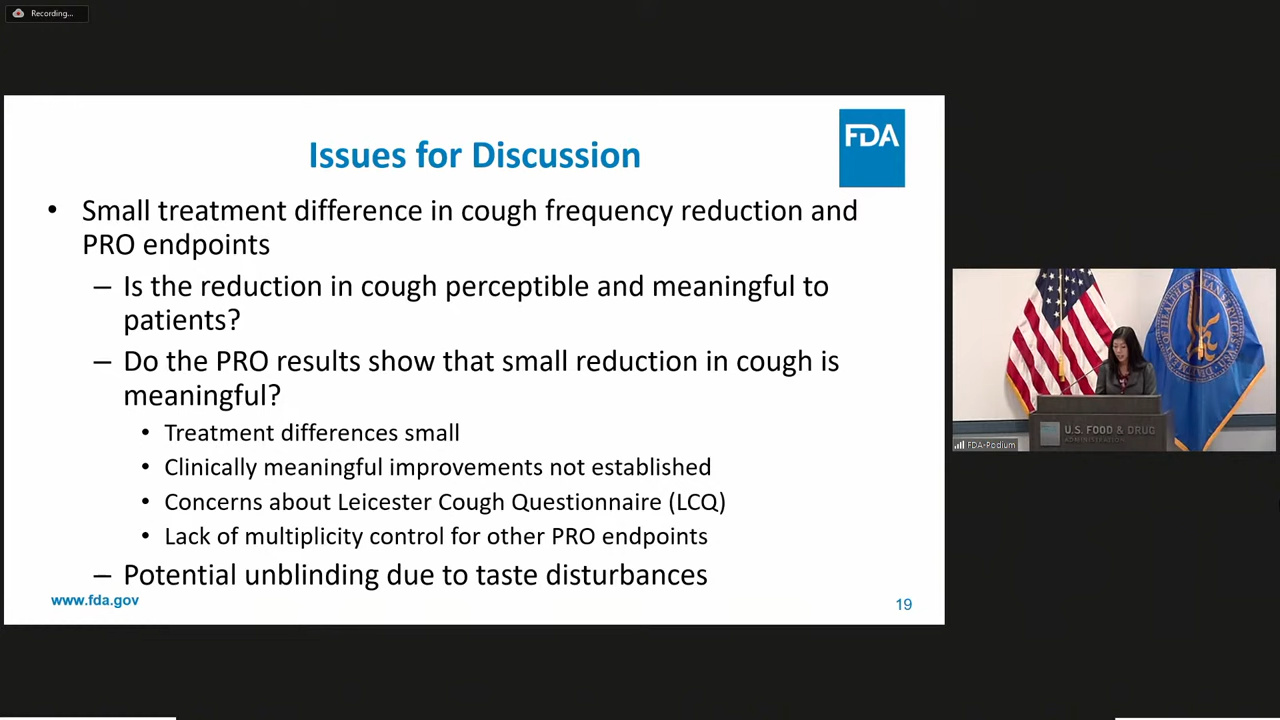 Recording...
FDA
Issues for Discussion
• Small treatment difference in cough frequency reduction and
PRO endpoints
– Is the reduction in cough perceptible and meaningful to
patients?
– Do the PRO results show that small reduction in cough is
meaningful?
• Treatment differences small
• Clinically meaningful improvements not established
• Concerns about Leicester Cough Questionnaire (LCQ)
• Lack of multiplicity control for other PRO endpoints
– Potential unblinding due to taste disturbances
www.fda.gov
19
U.S. FOOD & DRUG
ADMINISTRATION
FDA-Podium